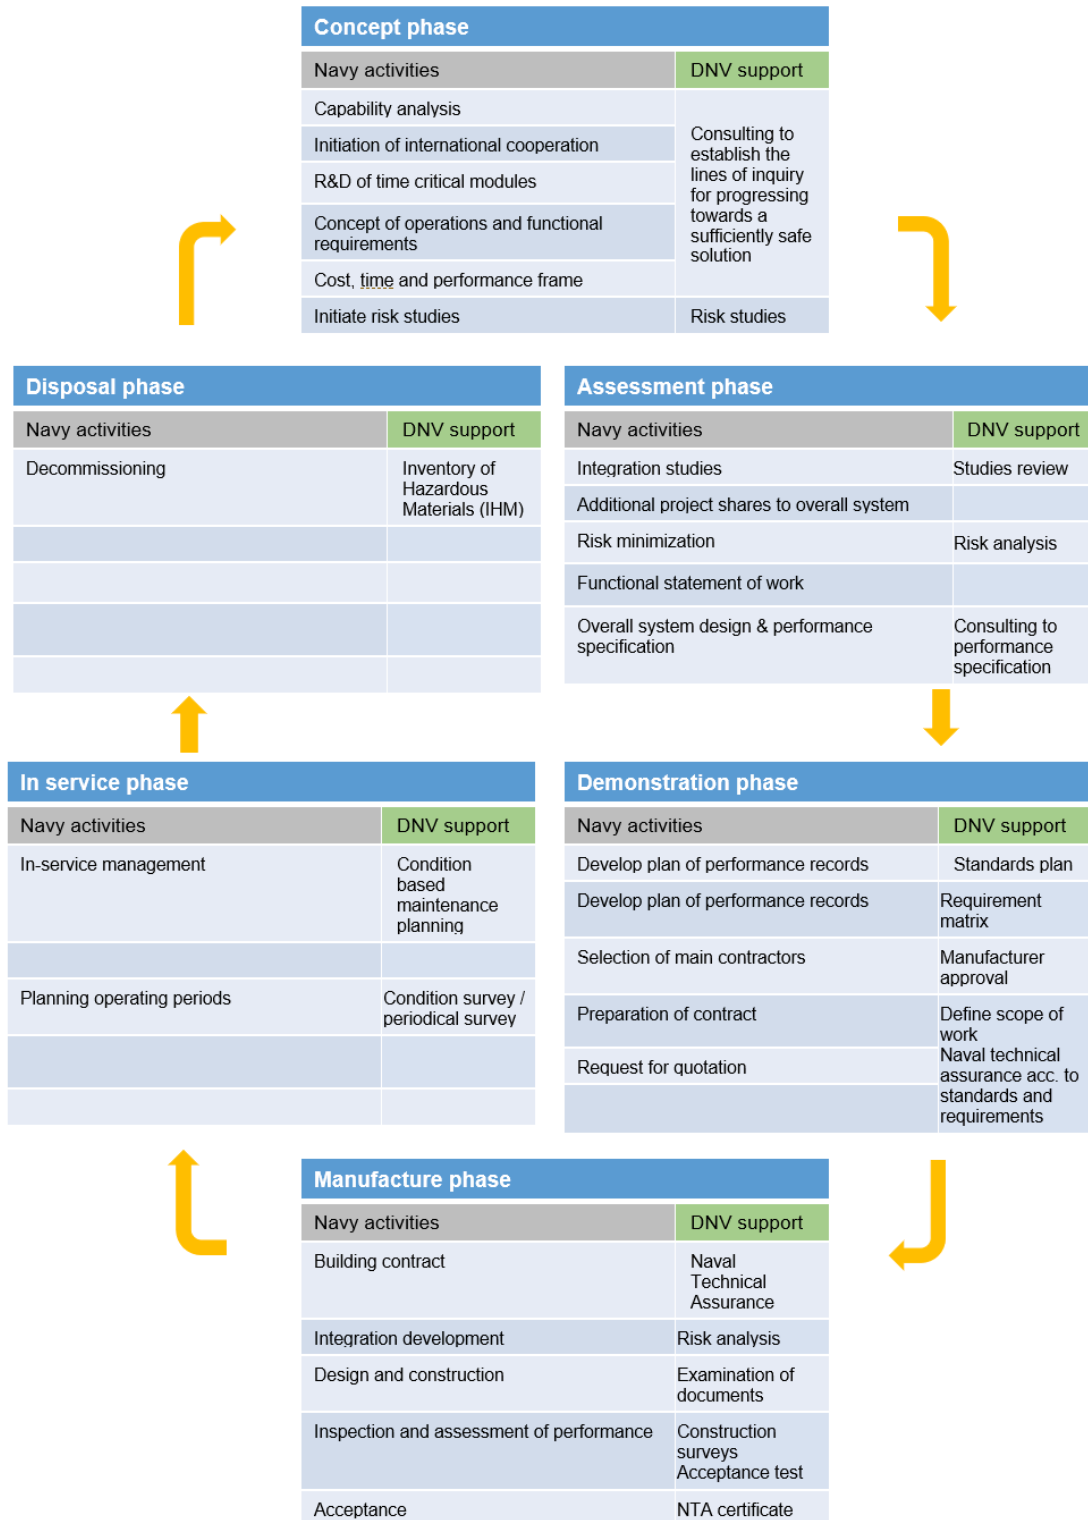 Concept phase
Navy activities
DNV support
Capability analysis
Initiation of international cooperation
R&D of time critical modules
Concept of operations and functional
requirements
Cost, time and performance frame
Consulting to
establish the
lines of inquiry
for progressing
towards a
sufficiently safe
solution
Initiate risk studies
Risk studies
Disposal phase
Navy activities
DNV support
Decommissioning
Inventory of
Hazardous
Materials (IHM)
Assessment phase
Navy activities
DNV support
Integration studies
Studies review
Additional project shares to overall system
Risk minimization
Risk analysis
Functional statement of work
Overall system design & performance
specification
Consulting to
performance
specification
In service phase
Navy activities
DNV support
In-service management
Condition
based
maintenance
planning
Planning operating periods
Condition survey /
periodical survey
Demonstration phase
Navy activities
DNV support
Develop plan of performance records
Standards plan
Develop plan of performance records
Requirement
matrix
Selection of main contractors
Manufacturer
approval
Preparation of contract
Request for quotation
Define scope of
work
Naval technical
assurance acc. to
standards and
requirements
Manufacture phase
Navy activities
DNV support
Building contract
Naval
Technical
Assurance
Integration development
Risk analysis
Design and construction
Examination of
documents
Inspection and assessment of performance
Construction
surveys
Acceptance test
Acceptance
NTA certificate